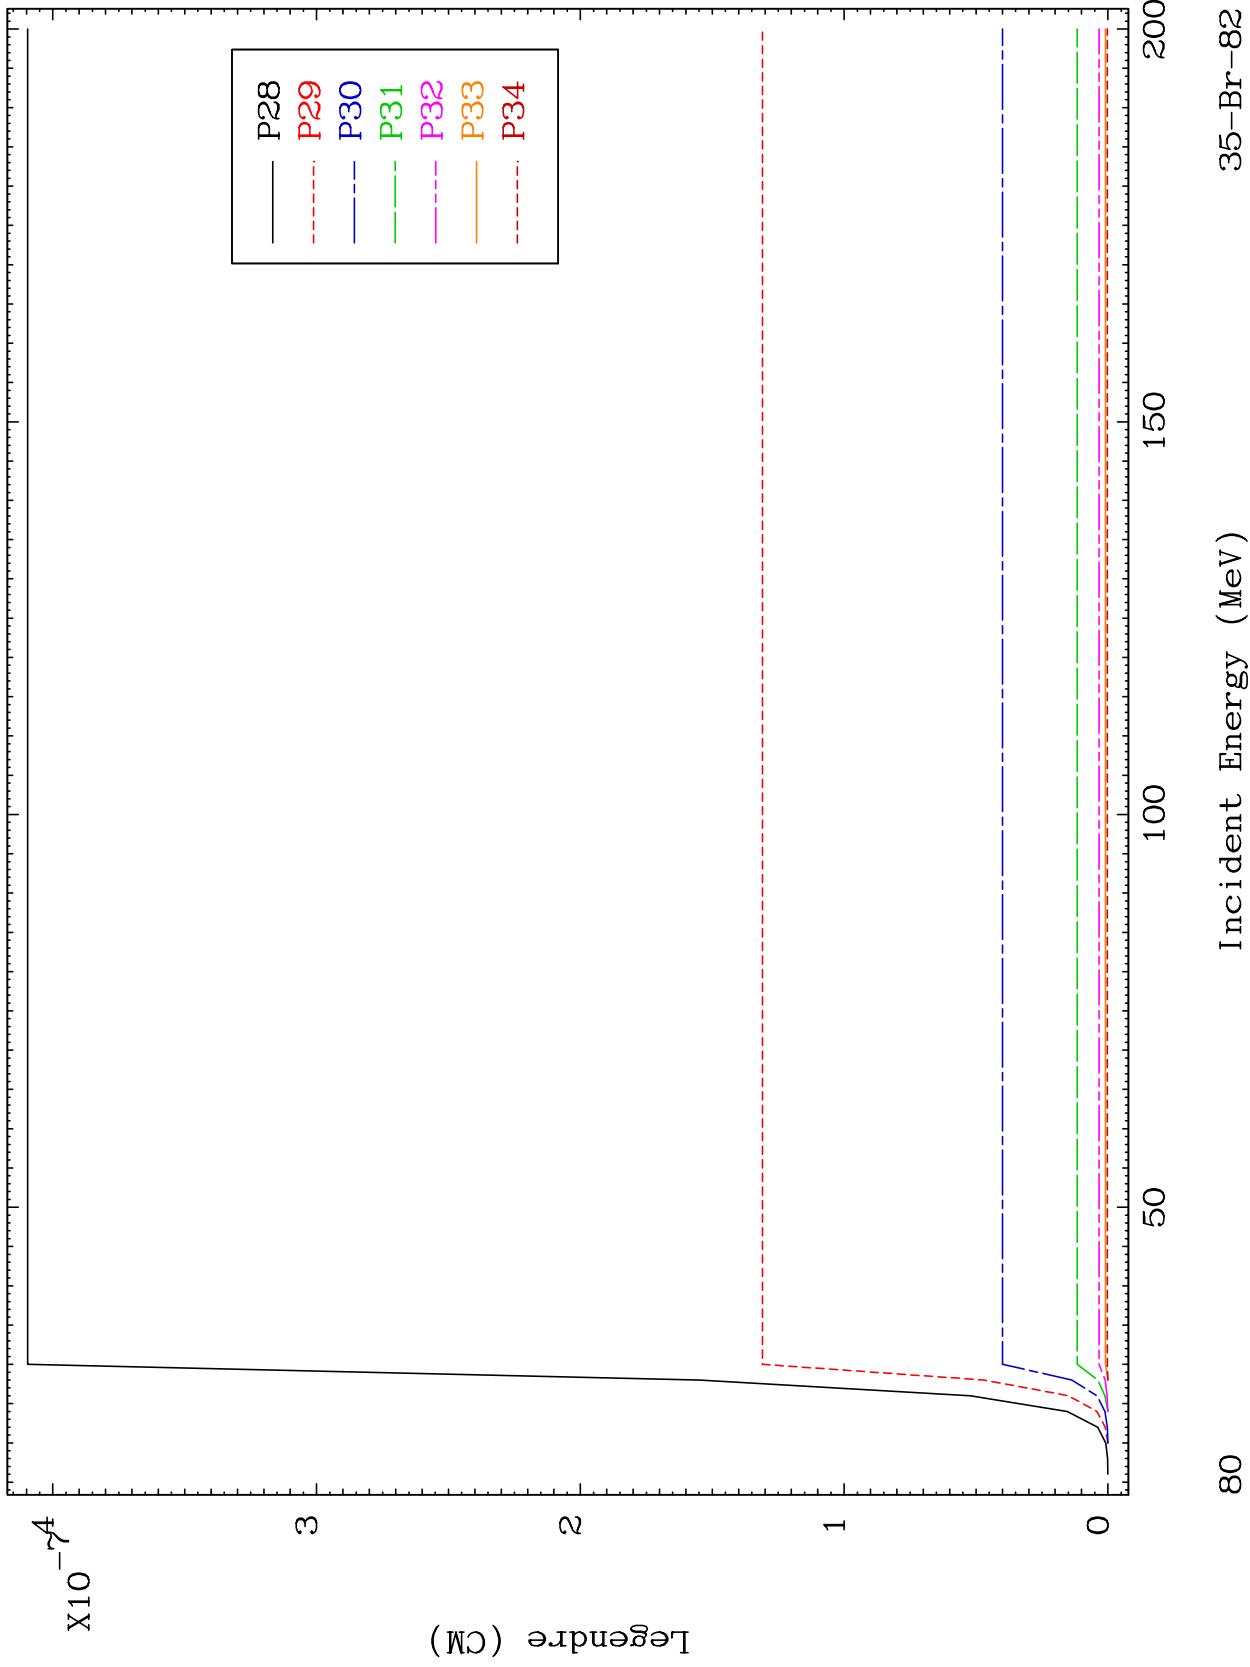 X10-7
4
3
2
1
0
Legendre (CM)
P28
P29
P30
P31
P32
P33
P34
50
100
150
200
Incident Energy (MeV)
80
35-Br-82